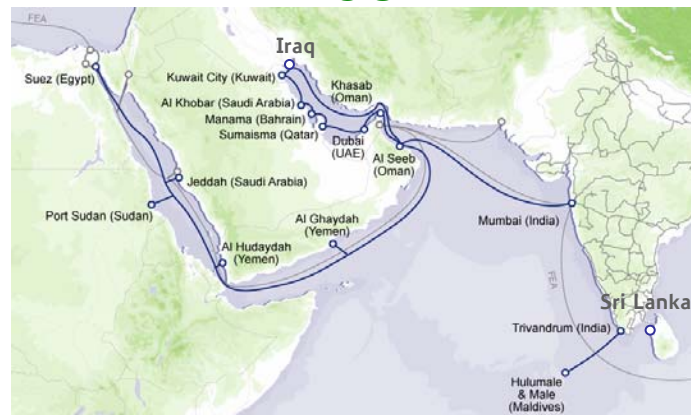 FEA
Suez (Egypt)
Iraq
Kuwait City (Kuwait)
Khasab
(Oman)
Al Khobar (Saudi Arabia)
Manama (Bahrain)
Sumaisma (Qatar)
Dubai
(UAE)
Al Seeb
(Oman)
Jeddah (Saudi Arabia)
Port Sudan (Sudan)
Al Ghaydah
(Yemen)
Al Hudaydah
(Yemen)
Mumbai (India)
FEA
Sri Lanka
Trivandrum (India)
Hulumale
& Male
(Maldives)